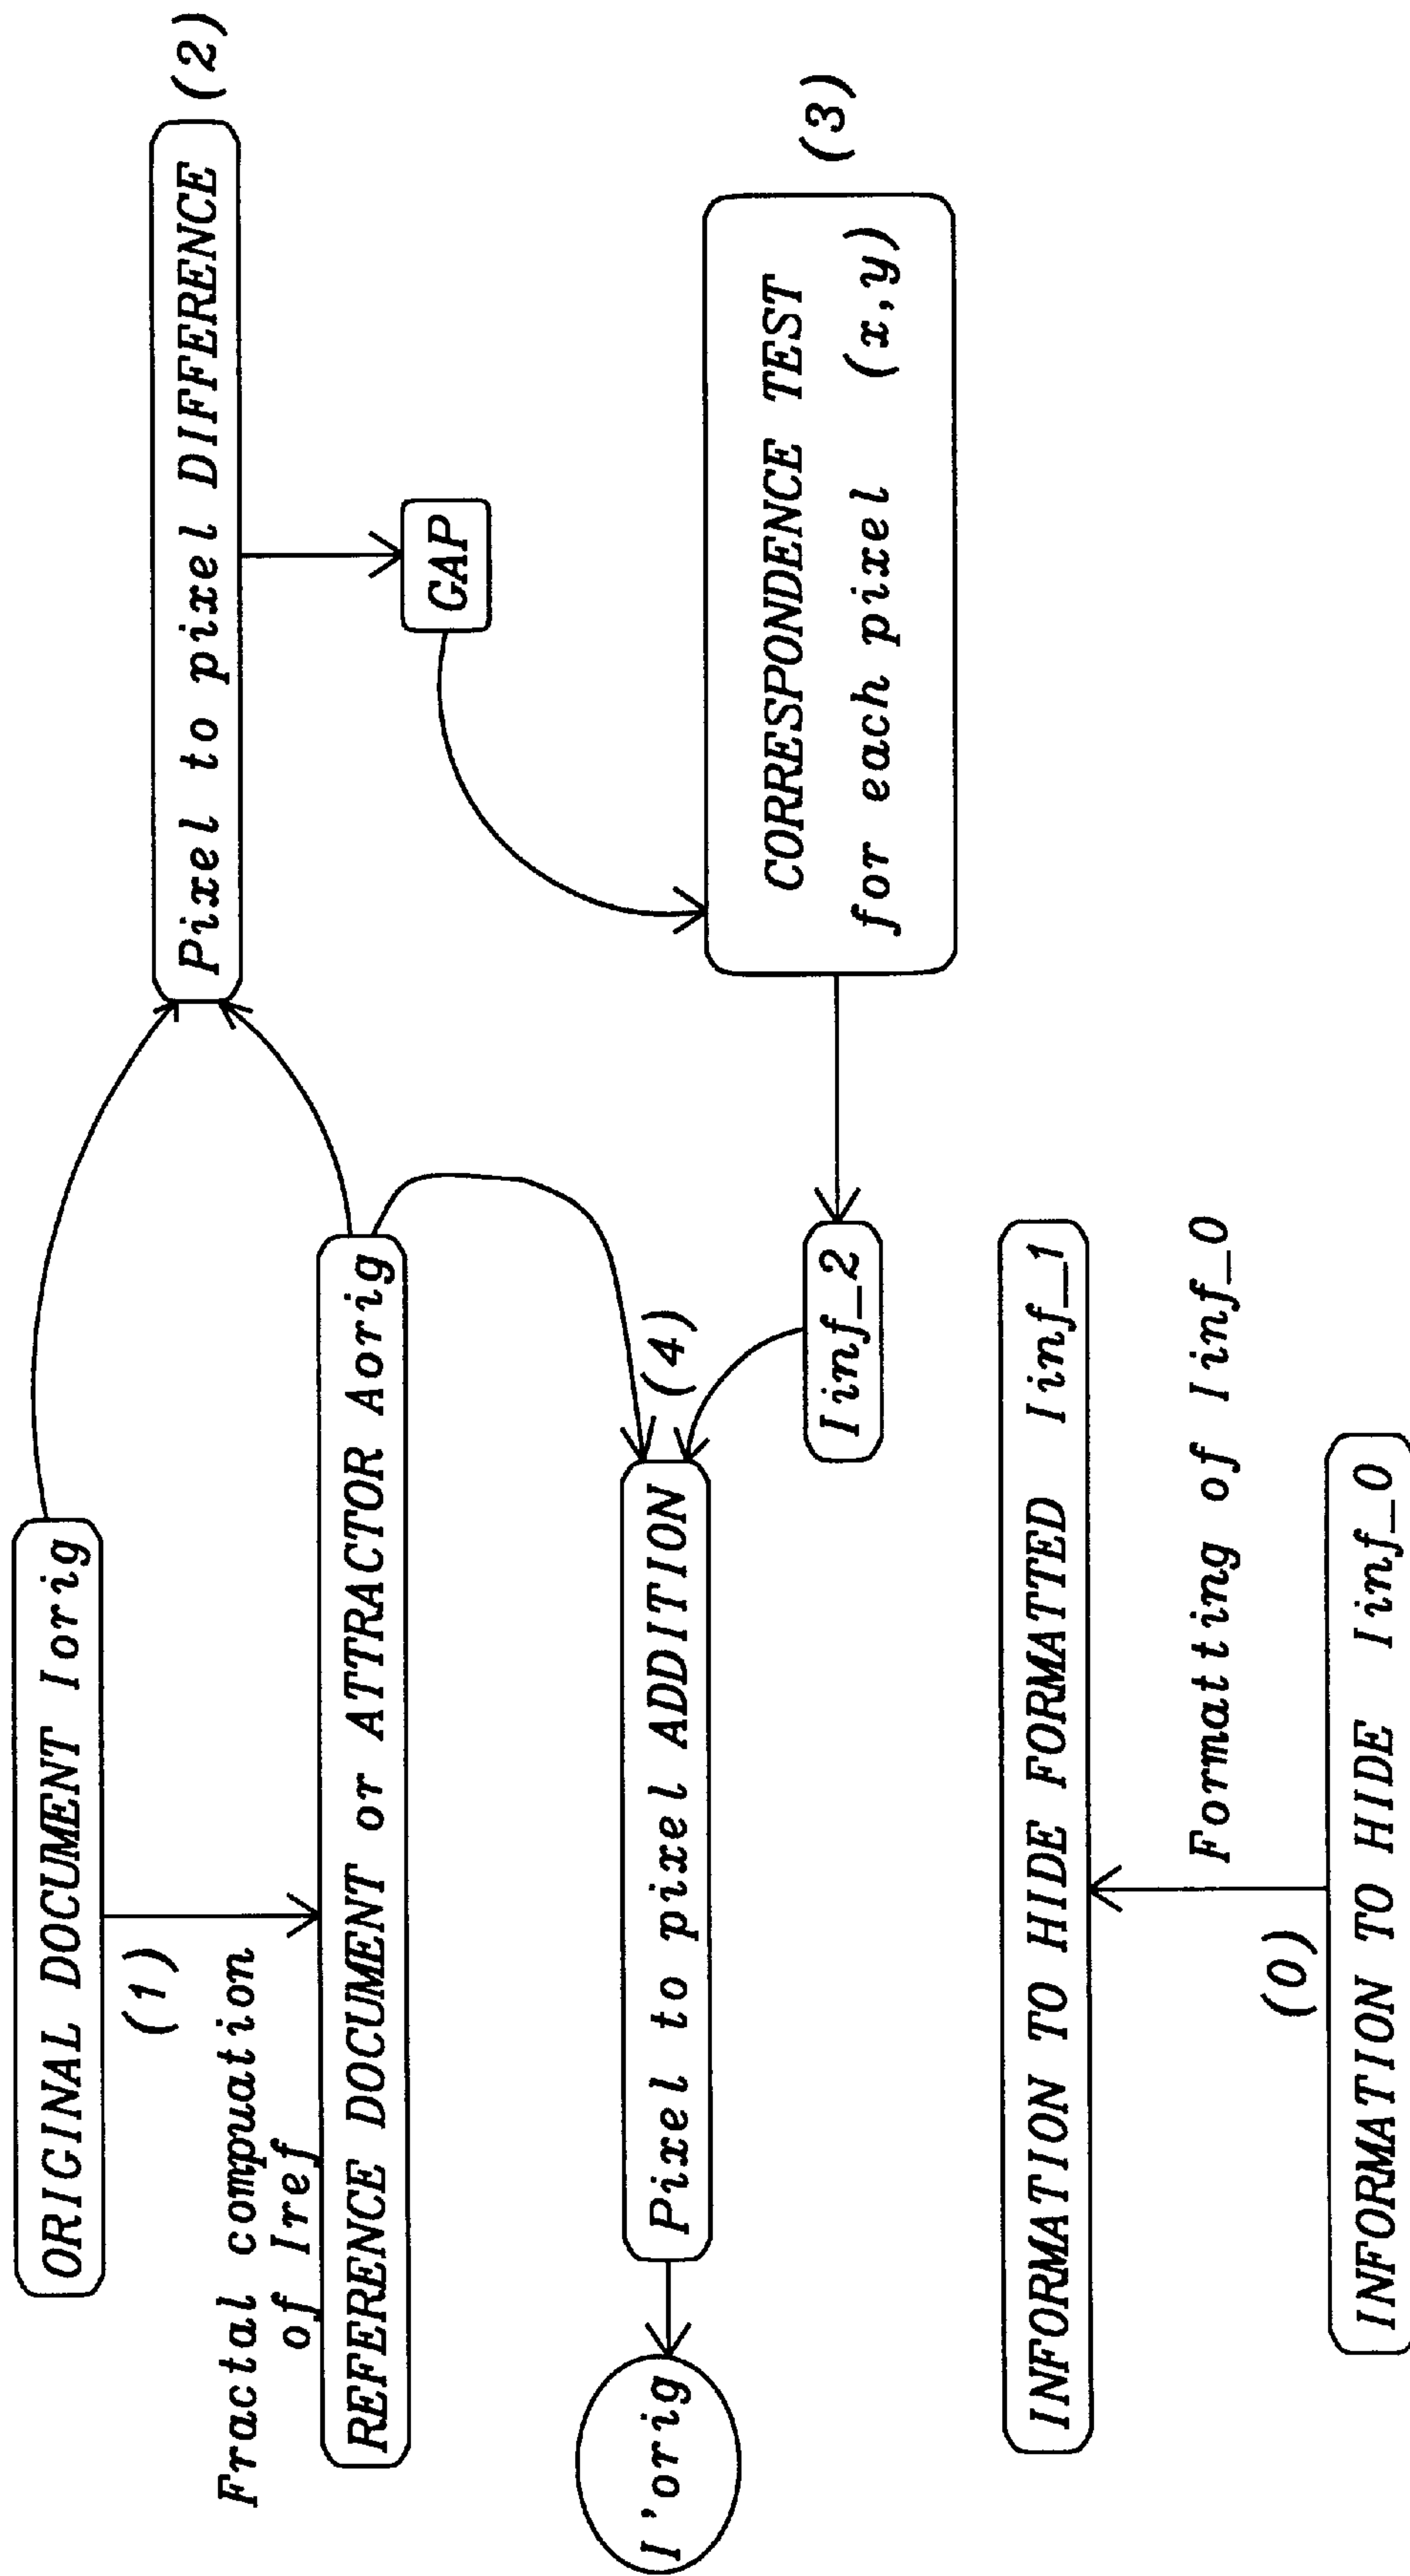 ORIGINAL DOCUMENT Iorig
(1)
Fractal compuation
of Iref
REFERENCE DOCUMENT or ATTRACTOR Aorig
Pixel to pixel DIFFERENCE
(2)
GAP
CORRESPONDENCE TEST
for each pixel (x,y)
(3)
Iinf_2
(4)
Pixel to pixel ADDITION
I'orig
INFORMATION TO HIDE FORMATTED Iinf_1
Formatting of Iinf_0
(0)
INFORMATION TO HIDE Iinf_0